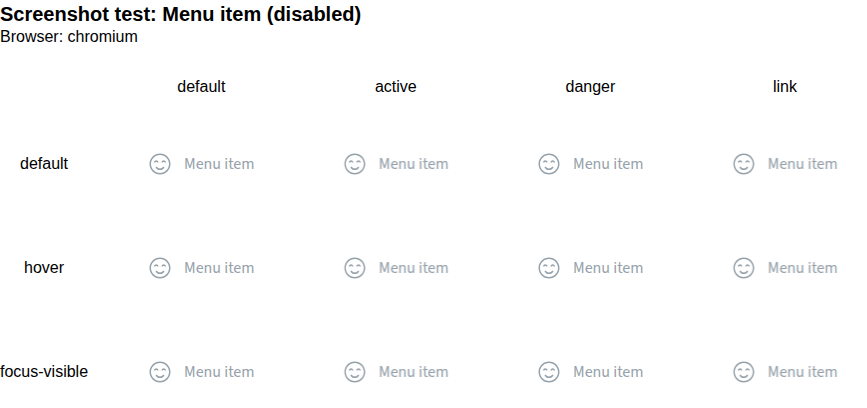 Screenshot test: Menu item (disabled)
Browser: chromium
default active danger link
default Menu item Menu item Menu item Menu item
hover Menu item Menu item Menu item Menu item
focus-visible Menu item Menu item Menu item Menu item